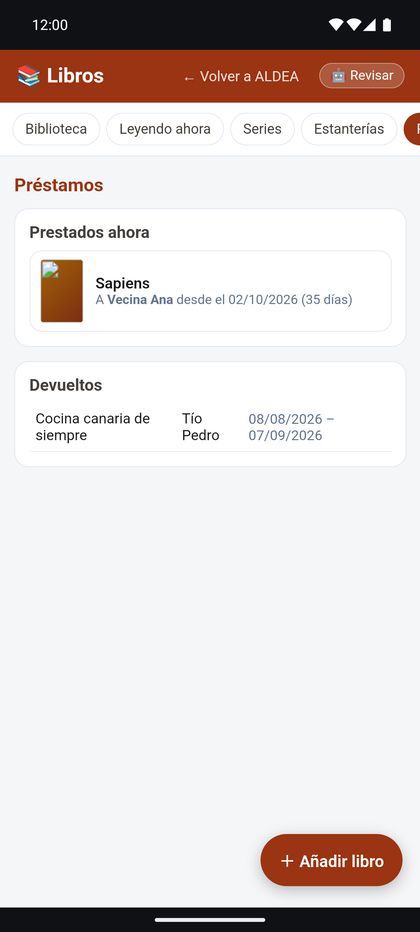 12:00
📚 Libros
← Volver a ALDEA
🤖 Revisar
Biblioteca
Leyendo ahora
Series
Estanterías
Préstamos
Prestados ahora
Sapiens
A Vecina Ana desde el 02/10/2026 (35 días)
Devueltos
Cocina canaria de
siempre
Tío
Pedro
08/08/2026 –
07/09/2026
+ Añadir libro